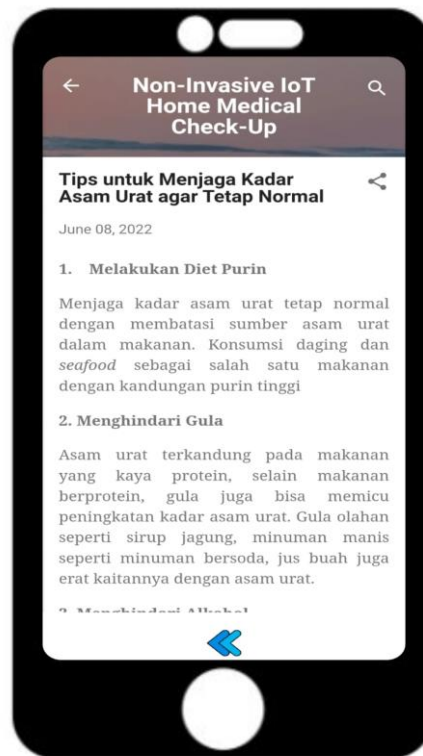 Non-Invasive IoT
Home Medical
Check-Up
Tips untuk Menjaga Kadar
Asam Urat agar Tetap Normal
June 08, 2022
1. Melakukan Diet Purin
Menjaga kadar asam urat tetap normal
dengan membatasi sumber asam urat
dalam makanan. Konsumsi daging dan
seafood sebagai salah satu makanan
dengan kandungan purin tinggi
2. Menghindari Gula
Asam urat terkandung pada makanan
yang kaya protein, selain makanan
berprotein, gula juga bisa memicu
peningkatan kadar asam urat. Gula olahan
seperti sirup jagung, minuman manis
seperti minuman bersoda, jus buah juga
erat kaitannya dengan asam urat.
3. Menghindari Alkohol